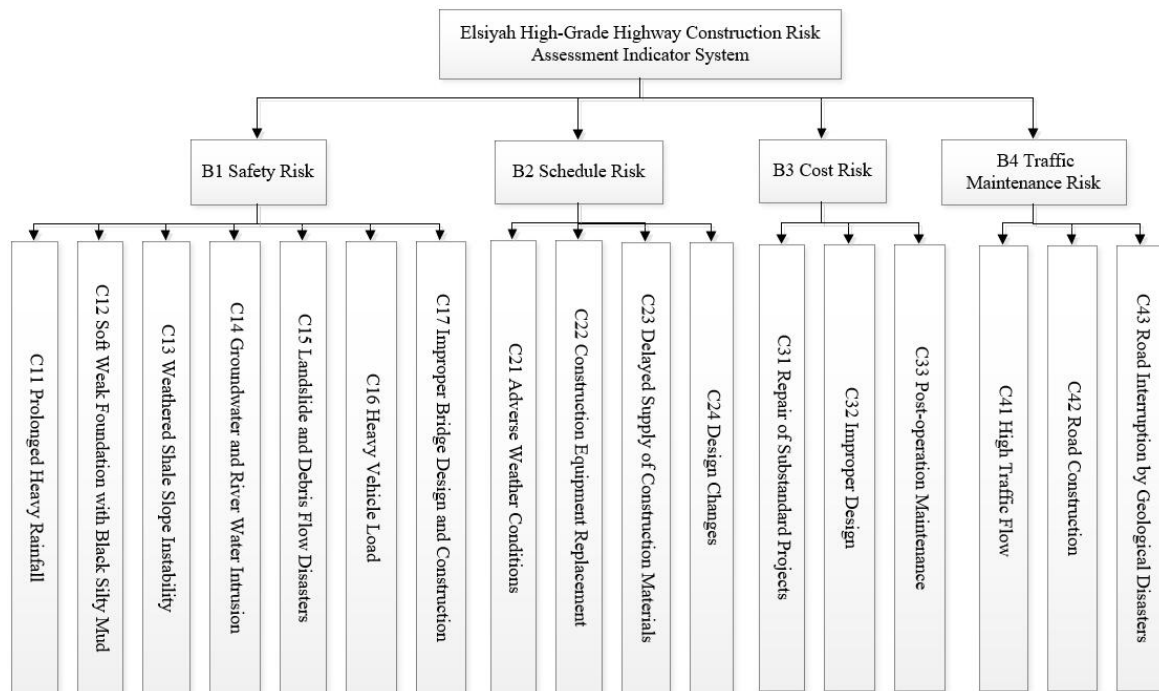 Elsiyah High-Grade Highway Construction Risk
Assessment Indicator System
B1 Safety Risk
B2 Schedule Risk
B3 Cost Risk
B4 Traffic
Maintenance Risk
C11 Prolonged Heavy Rainfall
C12 Soft Weak Foundation with Black Silty Mud
C13 Weathered Shale Slope Instability
C14 Groundwater and River Water Intrusion
C15 Landslide and Debris Flow Disasters
C16 Heavy Vehicle Load
C17 Improper Bridge Design and Construction
C21 Adverse Weather Conditions
C22 Construction Equipment Replacement
C23 Delayed Supply of Construction Materials
C24 Design Changes
C31 Repair of Substandard Projects
C32 Improper Design
C33 Post-operation Maintenance
C41 High Traffic Flow
C42 Road Construction
C43 Road Interruption by Geological Disasters